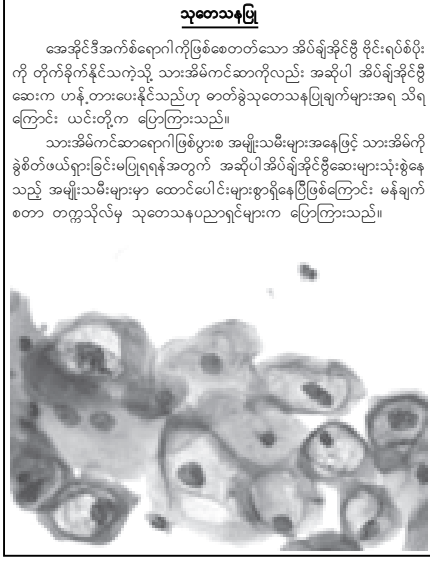 သုတေသနပြု
အေအိုင်ဒီအက်စ်ရောဂါကိုဖြစ်စေတတ်သော အိပ်ချ်အိုင်ဗွီ ဗိုင်းရပ်စ်ပိုး
ကို တိုက်ခိုက်နိုင်သကဲ့သို့ သားအိမ်ကင်ဆာကိုလည်း အဆိုပါ အိပ်ချ်အိုင်ဗွီ
ဆေးက ဟန့်တားပေးနိုင်သည်ဟု ဓာတ်ခွဲသုတေသနပြုချက်များအရ သိရ
ကြောင်း ယင်းတို့က ပြောကြားသည်။
သားအိမ်ကင်ဆာရောဂါဖြစ်ပွားစ အမျိုးသမီးများအနေဖြင့် သားအိမ်ကို
ခွဲစိတ်ဖယ်ရှားခြင်းမပြုရရန်အတွက် အဆိုပါအိပ်ချ်အိုင်ဗွီဆေးများသုံးစွဲနေ
သည့် အမျိုးသမီးများမှာ ထောင်ပေါင်းများစွာရှိနေပြီဖြစ်ကြောင်း မန်ချက်
စတာ တက္ကသိုလ်မှ သုတေသနပညာရှင်များက ပြောကြားသည်။